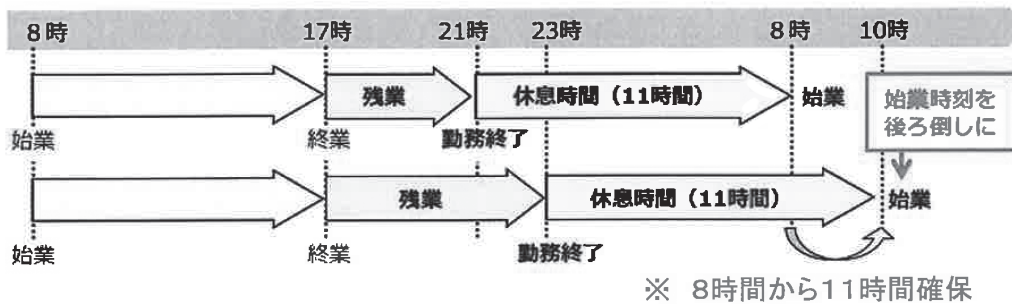 8時 17時 21時 23時 8時 10時
残業 休息時間（11時間） 始業
始業時刻を
後ろ倒しに
始業 終業 勤務終了
残業 休息時間（11時間） 始業
始業 終業 勤務終了
※ 8時間から11時間確保